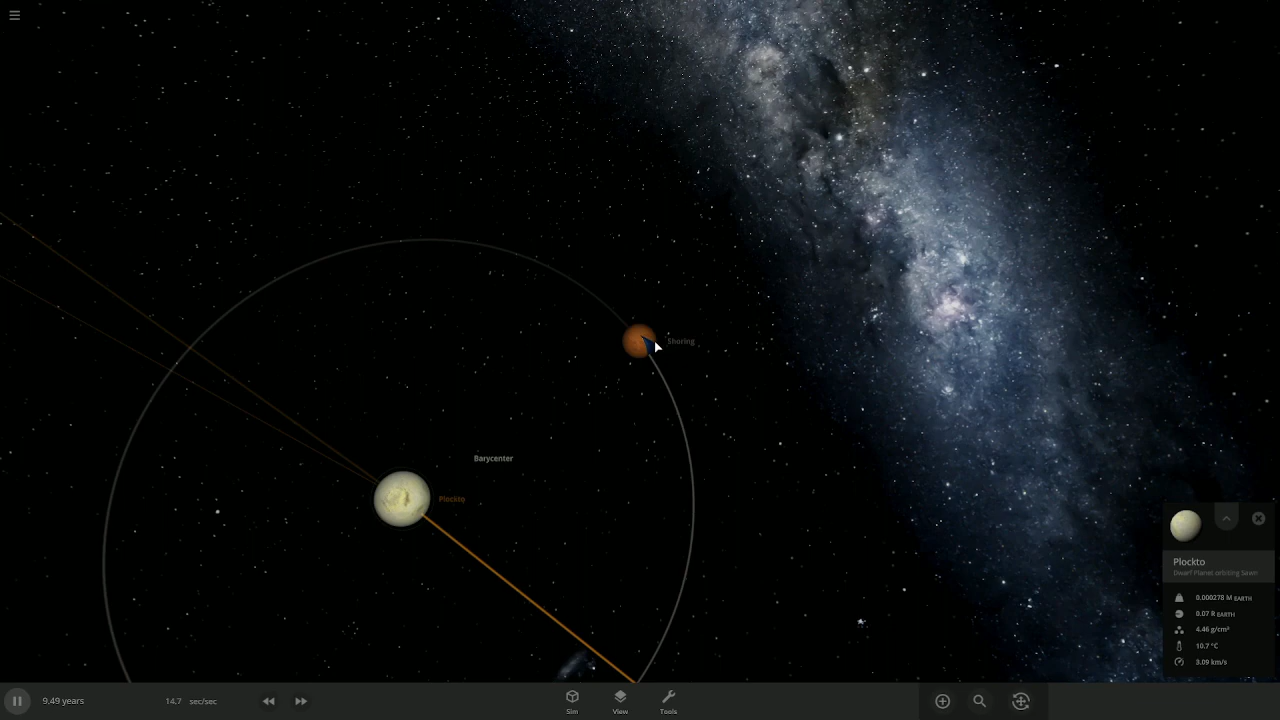 Shoring
Barycenter
Plockto
Plockto
Dwarf Planet orbiting Sawn
0.000278 M EARTH
0.07 R EARTH
4.46 g/cm³
10.7 °C
3.09 km/s
9.49 years
14.7 sec/sec
Sim
View
Tools